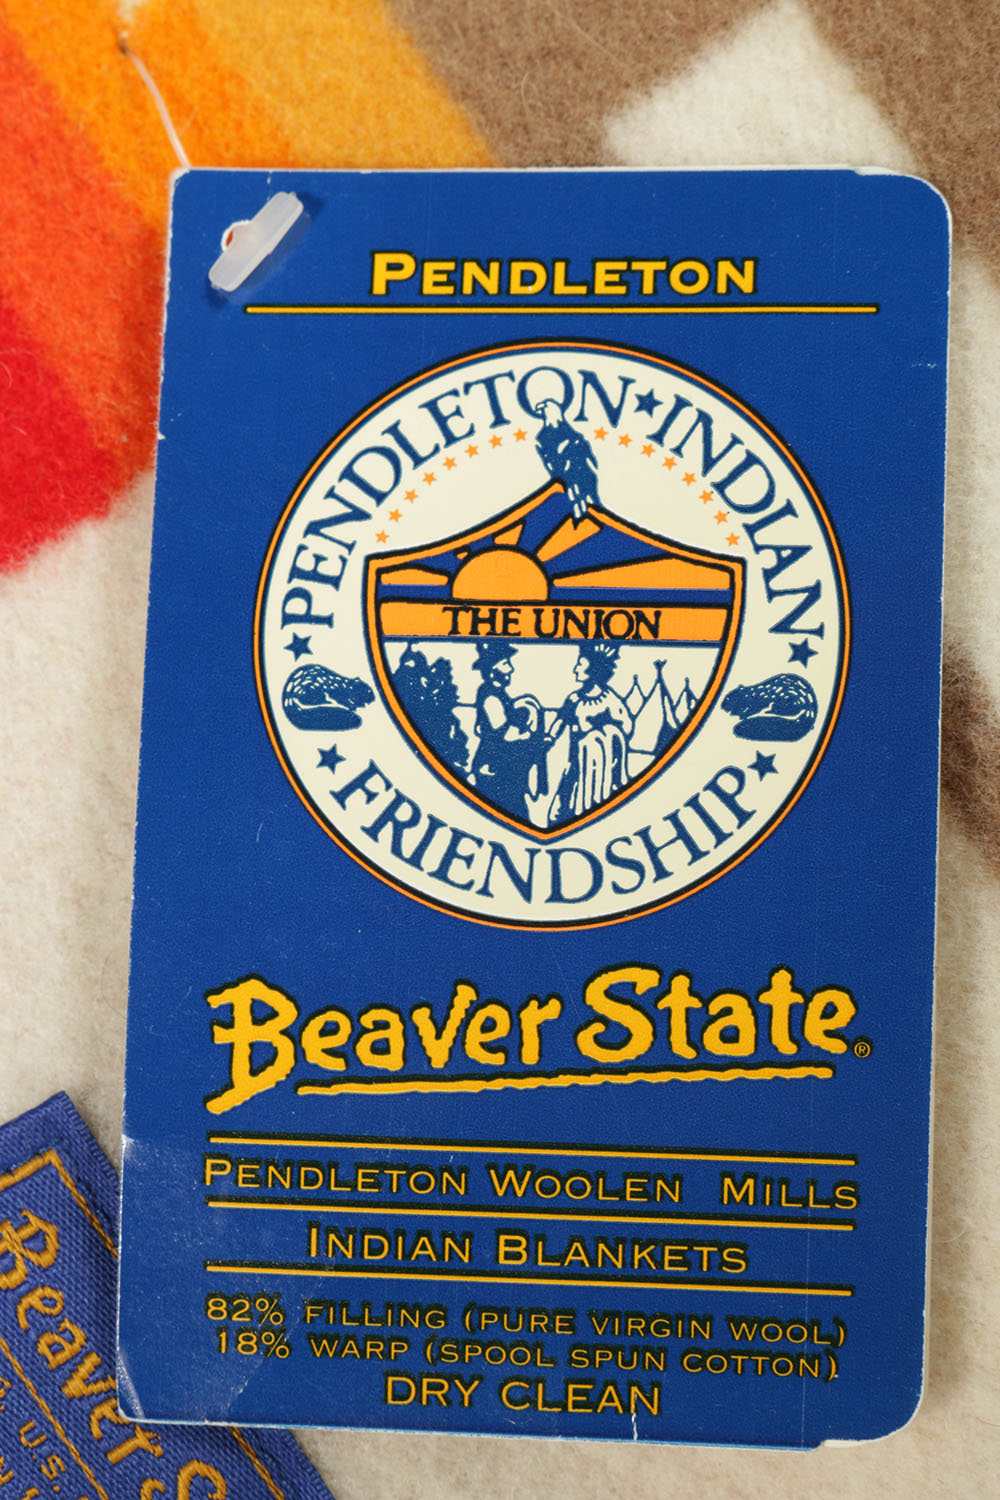 PENDLETON
PENDLETON★INDIAN
THE UNION
★FRIENDSHIP★
Beaver State®
PENDLETON WOOLEN MILLS
INDIAN BLANKETS
82% FILLING (PURE VIRGIN WOOL)
18% WARP (SPOOL SPUN COTTON)
DRY CLEAN
Beaver S
U.S.